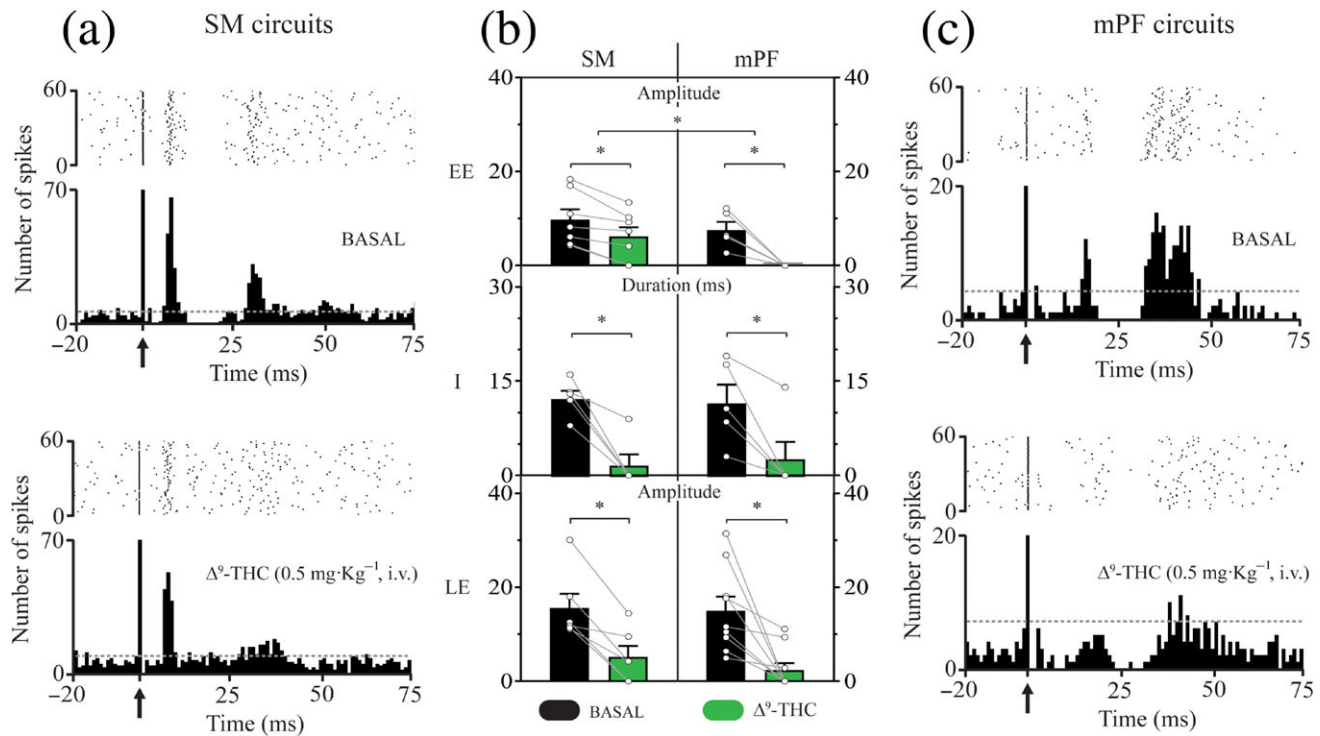 (a) SM circuits
60
0
Number of spikes
70
BASAL
0
−20 25 50 75
Time (ms)
60
0
Number of spikes
70
Δ⁹-THC (0.5 mg·Kg⁻¹, i.v.)
0
−20 25 50 75
Time (ms)
(b)
SM mPF
40 Amplitude 40
*
* *
EE 20 20
0 0
30 Duration (ms) 30
* *
I 15 15
0 0
40 Amplitude 40
* *
LE 20 20
0 0
BASAL Δ⁹-THC
(c) mPF circuits
60
0
Number of spikes
20
BASAL
10
0
−20 25 50 75
Time (ms)
60
0
Number of spikes
20
Δ⁹-THC (0.5 mg·Kg⁻¹, i.v.)
10
0
−20 25 50 75
Time (ms)